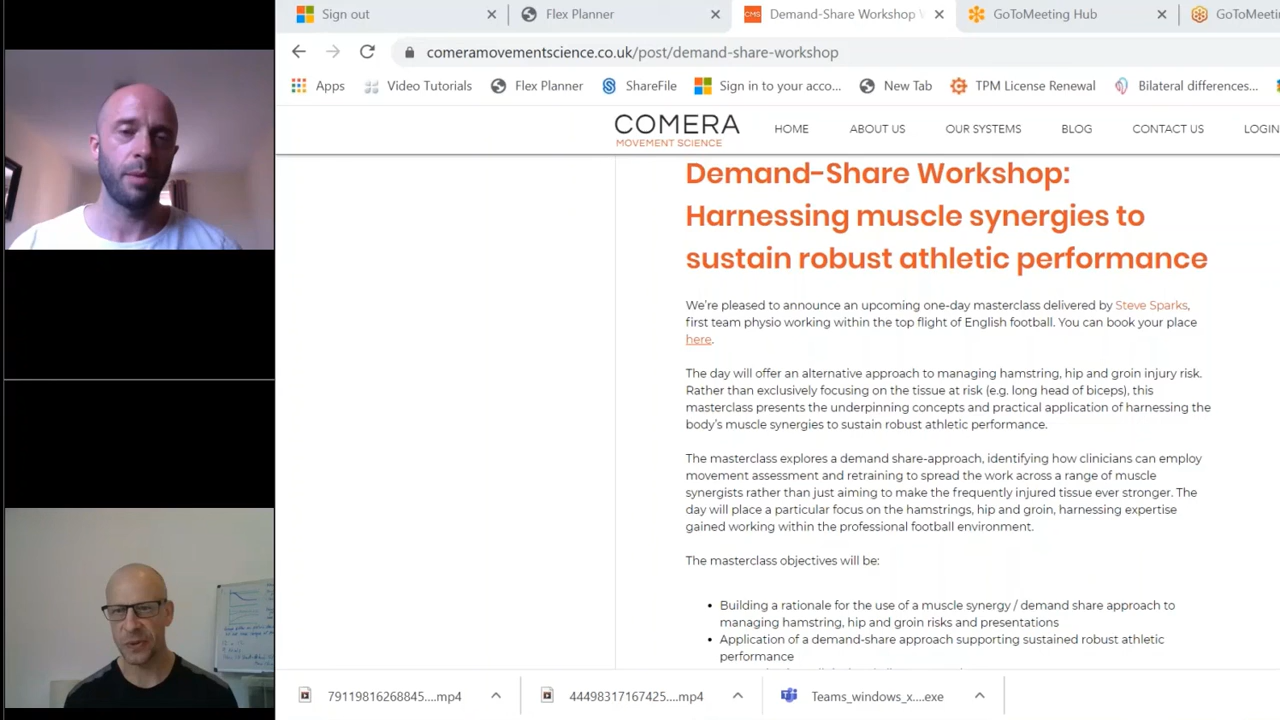 Sign out
Flex Planner
Demand-Share Workshop
GoToMeeting Hub
GoToMeeti
comeramovementscience.co.uk/post/demand-share-workshop
Apps
Video Tutorials
Flex Planner
ShareFile
Sign in to your acco...
New Tab
TPM License Renewal
Bilateral differences...
COMERA
MOVEMENT SCIENCE
HOME
ABOUT US
OUR SYSTEMS
BLOG
CONTACT US
LOGIN
Demand-Share Workshop:
Harnessing muscle synergies to
sustain robust athletic performance
We're pleased to announce an upcoming one-day masterclass delivered by Steve Sparks,
first team physio working within the top flight of English football. You can book your place
here.
The day will offer an alternative approach to managing hamstring, hip and groin injury risk.
Rather than exclusively focusing on the tissue at risk (e.g. long head of biceps), this
masterclass presents the underpinning concepts and practical application of harnessing the
body's muscle synergies to sustain robust athletic performance.
The masterclass explores a demand share-approach, identifying how clinicians can employ
movement assessment and retraining to spread the work across a range of muscle
synergists rather than just aiming to make the frequently injured tissue ever stronger. The
day will place a particular focus on the hamstrings, hip and groin, harnessing expertise
gained working within the professional football environment.
The masterclass objectives will be:
• Building a rationale for the use of a muscle synergy / demand share approach to
managing hamstring, hip and groin risks and presentations
• Application of a demand-share approach supporting sustained robust athletic
performance
79119816268845....mp4
44498317167425....mp4
Teams_windows_x....exe